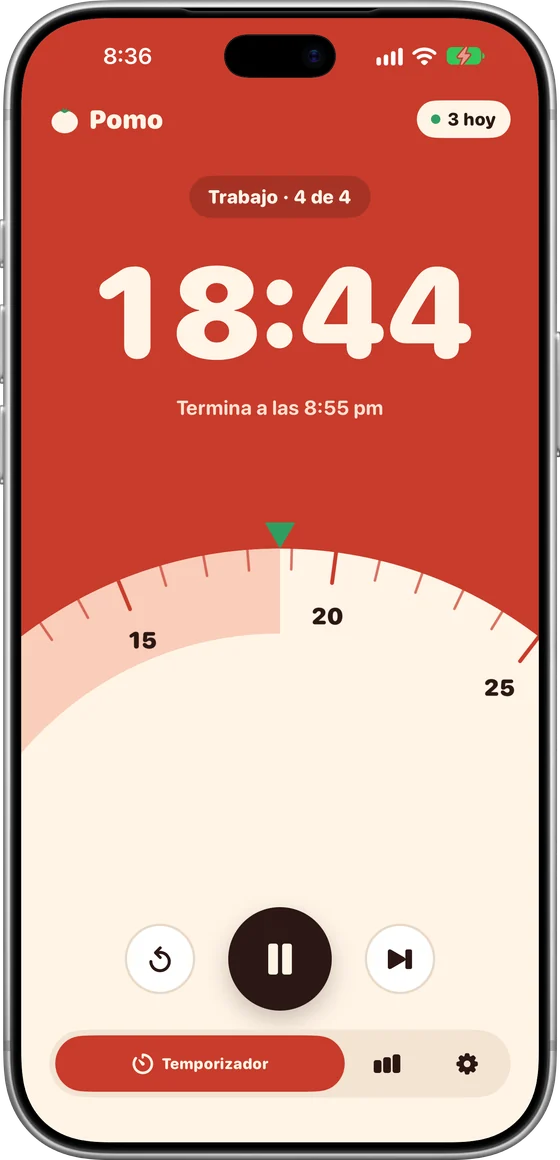 8:36
Pomo
3 hoy
Trabajo · 4 de 4
18:44
Termina a las 8:55 pm
15
20
25
Temporizador